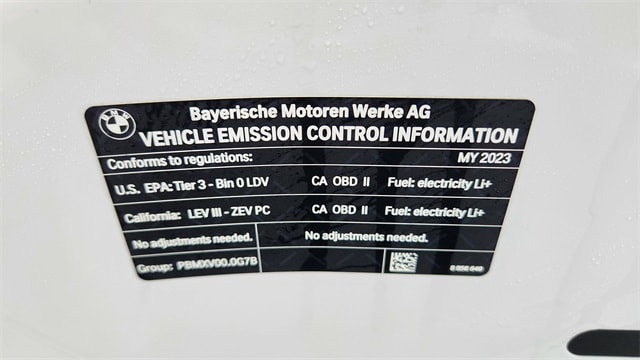 BMW
Bayerische Motoren Werke AG
VEHICLE EMISSION CONTROL INFORMATION
Conforms to regulations: MY 2023
U.S. EPA: Tier 3 - Bin 0 LDV CA OBD II Fuel: electricity Li+
California: LEV III - ZEV PC CA OBD II Fuel: electricity Li+
No adjustments needed. No adjustments needed.
Group: PBMXV00.0G7B